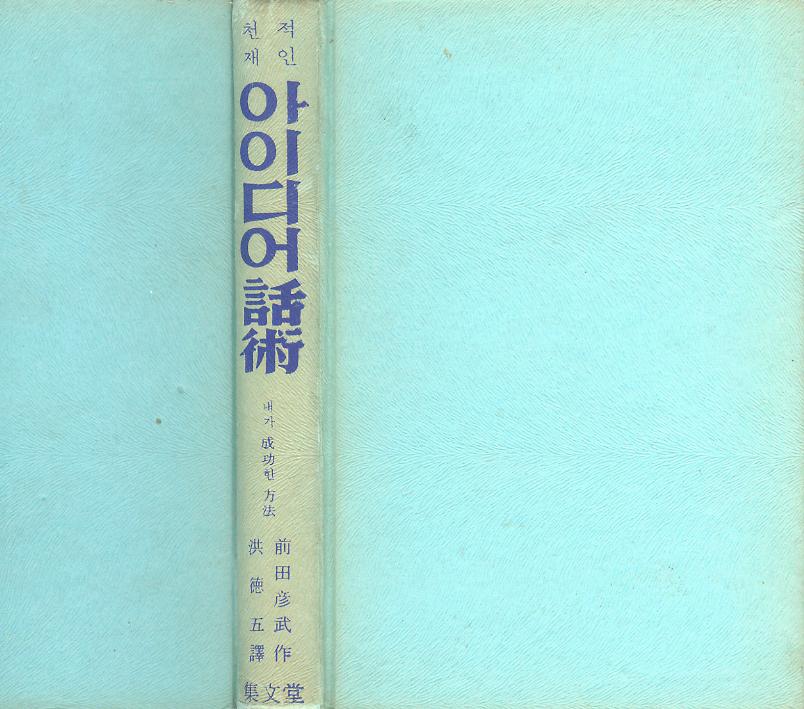 천재적인
아이디어
話術
내가 成功한 方法
前田彦武作
洪徳五譯
集文堂